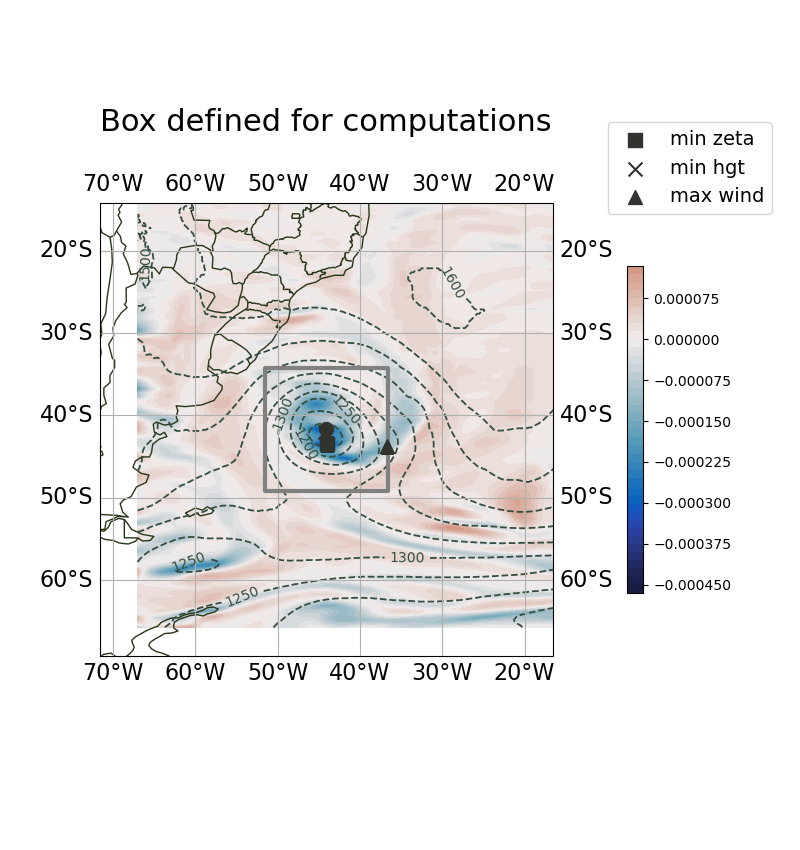 Box defined for computations
min zeta
min hgt
max wind
70°W 60°W 50°W 40°W 30°W 20°W
20°S 20°S
30°S 30°S
40°S 40°S
50°S 50°S
60°S 60°S
1500
1600
1300
1250
1200
1250
1300
1250
70°W 60°W 50°W 40°W 30°W 20°W
0.000075
0.000000
−0.000075
−0.000150
−0.000225
−0.000300
−0.000375
−0.000450